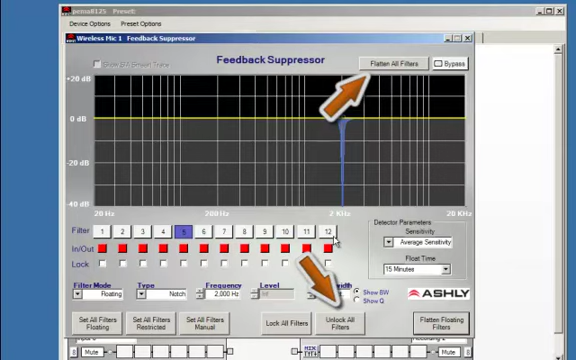 Device Options Preset Options
Wireless Mic 1 Feedback Suppressor
Feedback Suppressor
Flatten All Filters
Bypass
+20 dB
0 dB
-20 dB
-40 dB
20 Hz 200 Hz 2 KHz 20 KHz
Filter 1 2 3 4 5 6 7 8 9 10 11 12
In/Out
Lock
Detector Parameters
Sensitivity
Average Sensitivity
Float Time
15 Minutes
Filter Mode Type Frequency Level
Floating Notch 2,000 Hz
Show BW
Show Q
ASHLY
Set All Filters Floating
Set All Filters Restricted
Set All Filters Manual
Lock All Filters
Unlock All Filters
Flatten Floating Filters
Mute
Mute